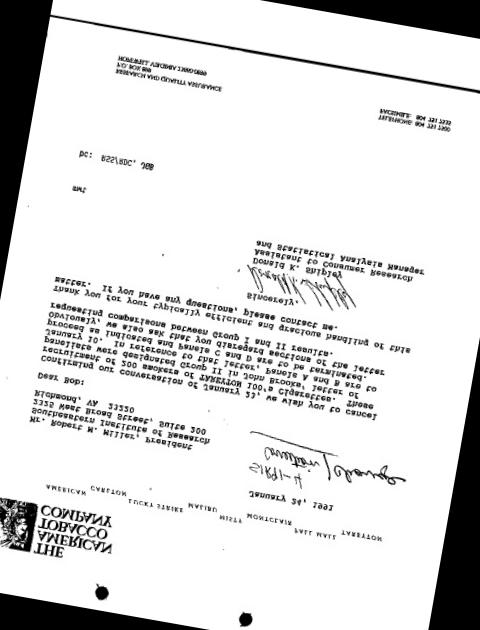 THE
AMERICAN
TOBACCO
COMPANY
AMERICAN CARLTON LUCKY STRIKE MALIBU MISTY MONTCLAIR PALL MALL TAREYTON
January 24, 1991
SIR91-4
Mr. Robert M. Miller, President
Southeastern Institute of Research
2325 West Broad Street, Suite 200
Richmond, VA 23220
Dear Bob:
Confirming our conversation of January 23, we wish you to cancel
recruitment of 200 smokers of TAREYTON 100's cigarettes. These
panelists were designated Group II in John Brooks' letter of
January 10. In reference to that letter, Panels A and B are to
proceed as indicated and Panels C and D are to be terminated.
Obviously, we also ask that you disregard sections of the letter
requesting comparisons between Group I and II results.
Thank you for your typically efficient and gracious handling of this
matter. If you have any questions, please contact me.
Sincerely,
Donald K. Shipley
Assistant to Consumer Research
and Statistical Analysis Manager
bc: RSS/RDC, JGB
RESEARCH AND QUALITY ASSURANCE
P.O. BOX 899
HOPEWELL VIRGINIA 23860-0899
TELEPHONE: 804 751 7500
FACSIMILE: 804 751